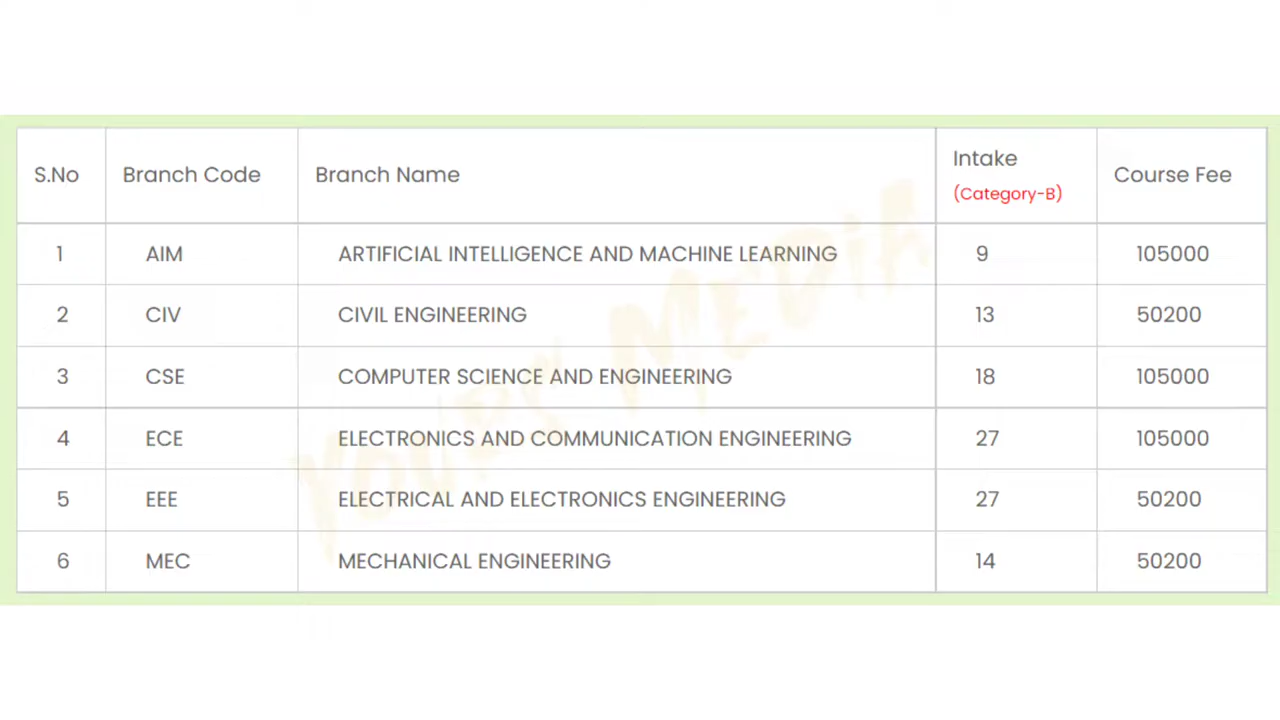 S.No Branch Code Branch Name Intake (Category-B) Course Fee
1 AIM ARTIFICIAL INTELLIGENCE AND MACHINE LEARNING 9 105000
2 CIV CIVIL ENGINEERING 13 50200
3 CSE COMPUTER SCIENCE AND ENGINEERING 18 105000
4 ECE ELECTRONICS AND COMMUNICATION ENGINEERING 27 105000
5 EEE ELECTRICAL AND ELECTRONICS ENGINEERING 27 50200
6 MEC MECHANICAL ENGINEERING 14 50200
MEDIA